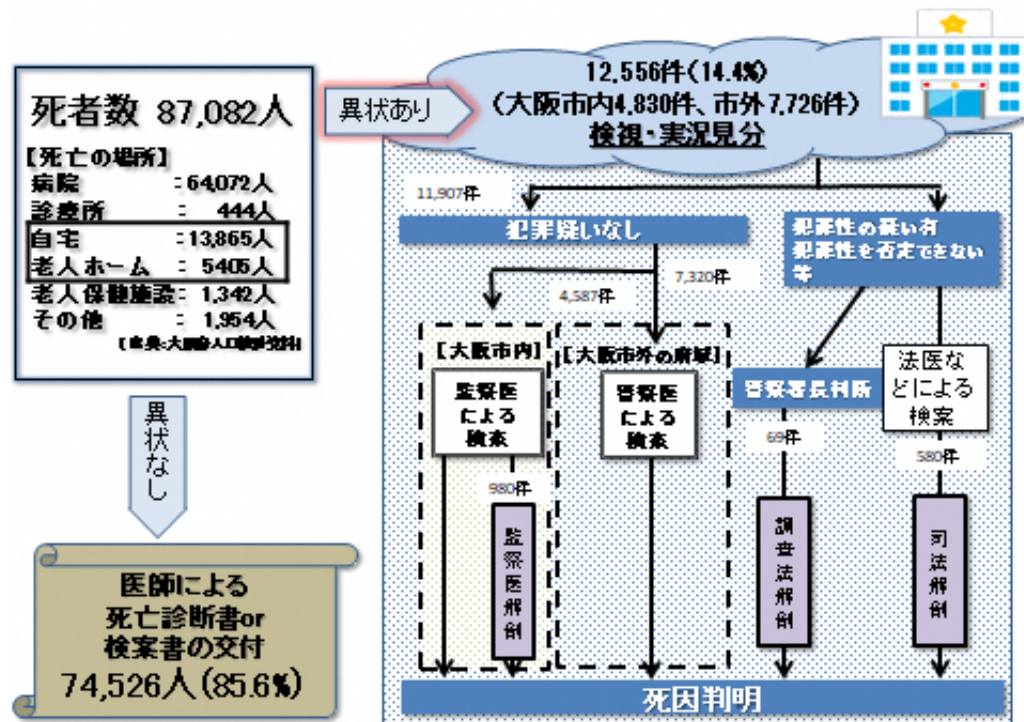 死者数 87,082人
【死亡の場所】
病院 :64,072人
診療所 : 444人
自宅 :13,865人
老人ホーム : 5405人
老人保健施設: 1,342人
その他 : 1,954人
異状あり
12,556件(14.4%)
(大阪市内4,830件、市外7,726件)
検視・実況見分
11,907件
犯罪疑いなし
犯罪性の疑い有
犯罪性を否定できない
等
7,320件
4,587件
【大阪市内】
監察医
による
検案
【大阪市外の府域】
警察医
による
検案
警察署長判断
法医な
どによる
検案
69件
580件
980件
監察医解剖
調査法解剖
司法解剖
死因判明
異状なし
医師による
死亡診断書or
検案書の交付
74,526人(85.6%)